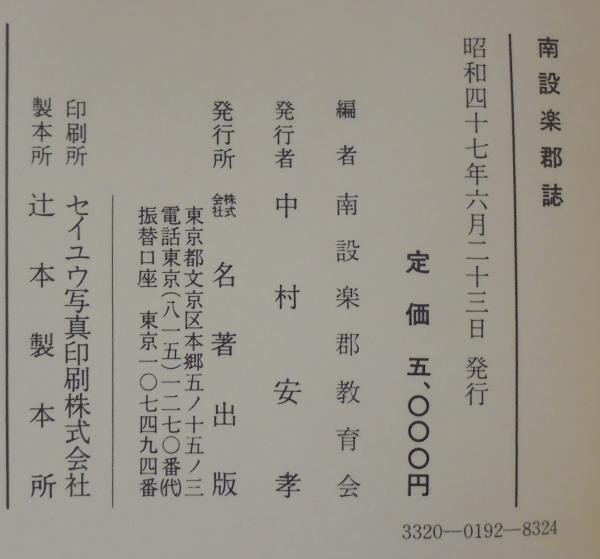 南設楽郡誌
昭和四十七年六月二十三日 発行
定価 五、〇〇〇円
編者 南設楽郡教育会
発行者 中村安孝
発行所 株式会社 名著出版
東京都文京区本郷五ノ十五ノ三
電話東京(八一五)一二七〇番(代)
振替口座 東京一〇七四九四番
印刷所 セイユウ写真印刷株式会社
製本所 辻本製本所
3320―0192―8324